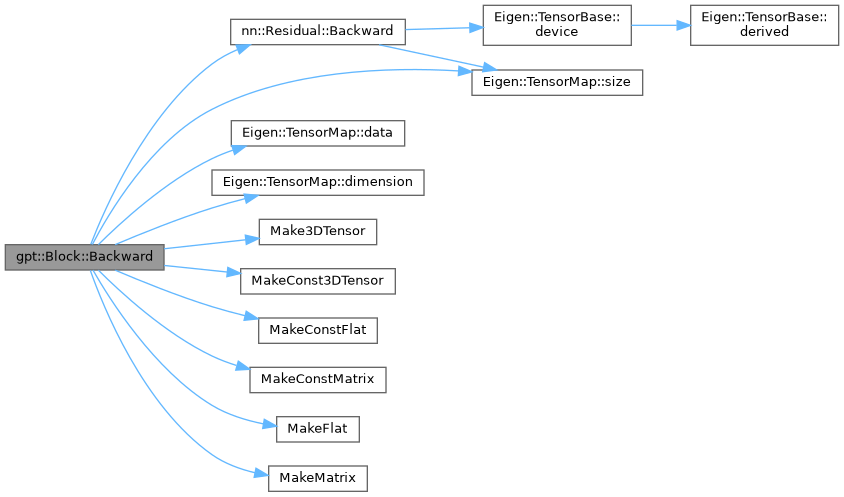 gpt::Block::Backward
nn::Residual::Backward
Eigen::TensorBase::
device
Eigen::TensorBase::
derived
Eigen::TensorMap::size
Eigen::TensorMap::data
Eigen::TensorMap::dimension
Make3DTensor
MakeConst3DTensor
MakeConstFlat
MakeConstMatrix
MakeFlat
MakeMatrix